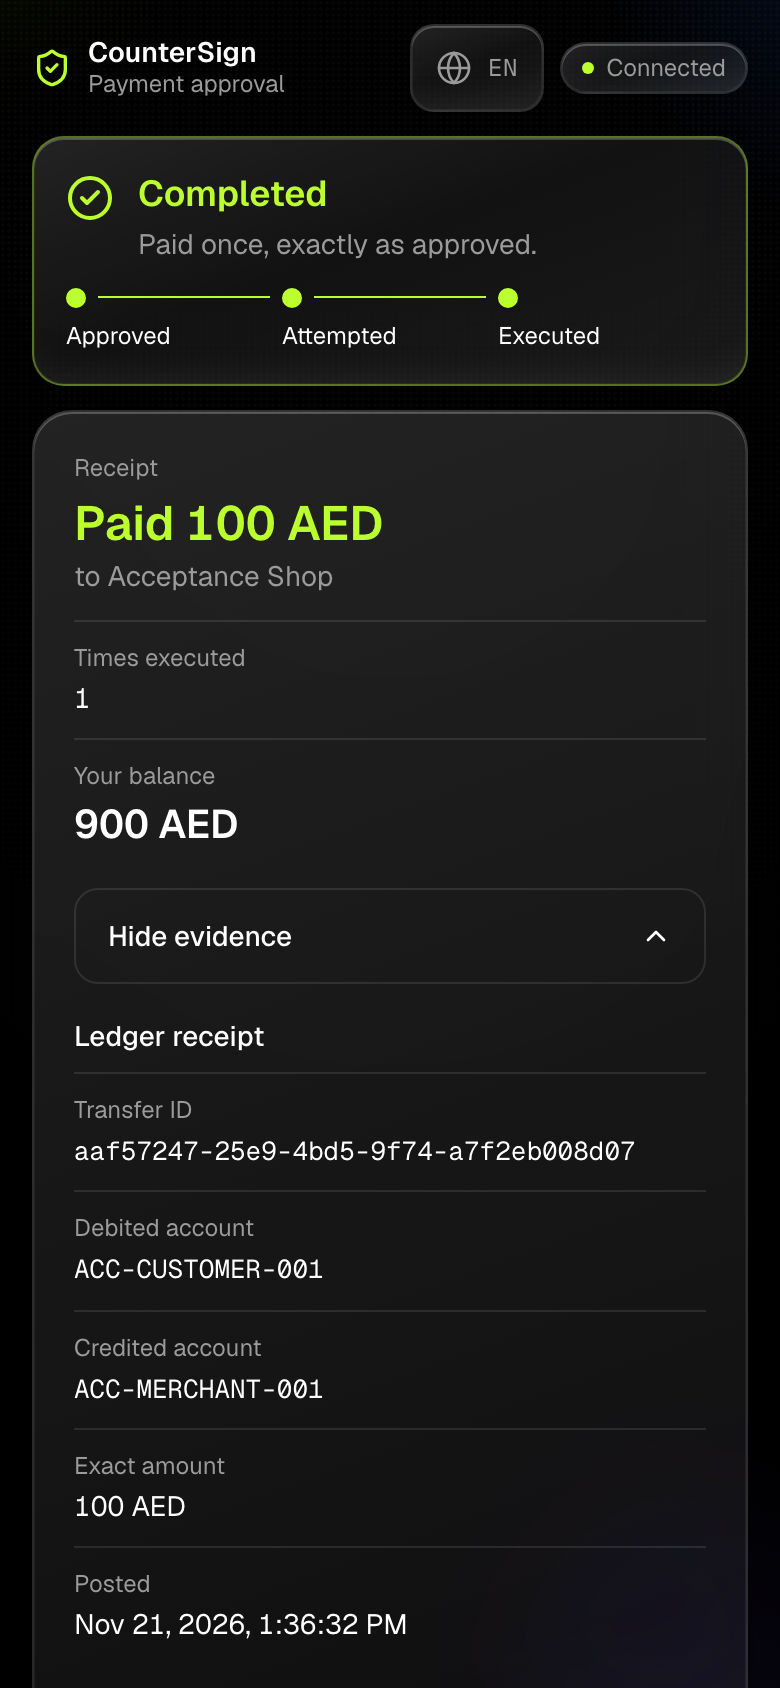 CounterSign
Payment approval
EN
Connected
Completed
Paid once, exactly as approved.
Approved
Attempted
Executed
Receipt
Paid 100 AED
to Acceptance Shop
Times executed
1
Your balance
900 AED
Hide evidence
Ledger receipt
Transfer ID
aaf57247-25e9-4bd5-9f74-a7f2eb008d07
Debited account
ACC-CUSTOMER-001
Credited account
ACC-MERCHANT-001
Exact amount
100 AED
Posted
Nov 21, 2026, 1:36:32 PM